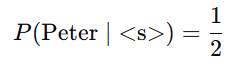 P(Peter | <s>) = 1/2